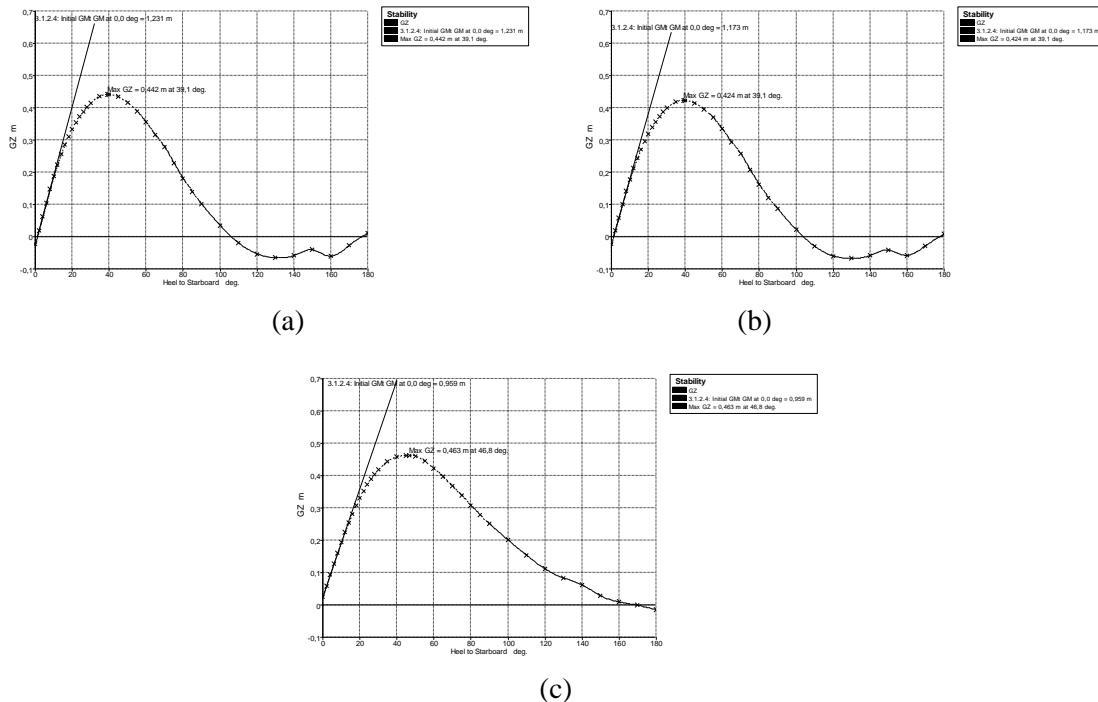 3.1.2.4: Initial GMt GM at 0,0 deg = 1,231 m
Stability
GZ
3.1.2.4: Initial GMt GM at 0,0 deg = 1,231 m
Max GZ = 0,442 m at 39,1 deg.
0,7
0,6
0,5
0,4
0,3
0,2
0,1
0
-0,1
GZ m
Max GZ = 0,442 m at 39,1 deg.
0 20 40 60 80 100 120 140 160 180
Heel to Starboard deg.
(a)
3.1.2.4: Initial GMt GM at 0,0 deg = 1,173 m
Stability
GZ
3.1.2.4: Initial GMt GM at 0,0 deg = 1,173 m
Max GZ = 0,424 m at 39,1 deg.
0,7
0,6
0,5
0,4
0,3
0,2
0,1
0
-0,1
GZ m
Max GZ = 0,424 m at 39,1 deg.
0 20 40 60 80 100 120 140 160 180
Heel to Starboard deg.
(b)
3.1.2.4: Initial GMt GM at 0,0 deg = 0,959 m
Stability
GZ
3.1.2.4: Initial GMt GM at 0,0 deg = 0,959 m
Max GZ = 0,463 m at 46,8 deg.
0,7
0,6
0,5
0,4
0,3
0,2
0,1
0
-0,1
GZ m
Max GZ = 0,463 m at 46,8 deg.
0 20 40 60 80 100 120 140 160 180
Heel to Starboard deg.
(c)